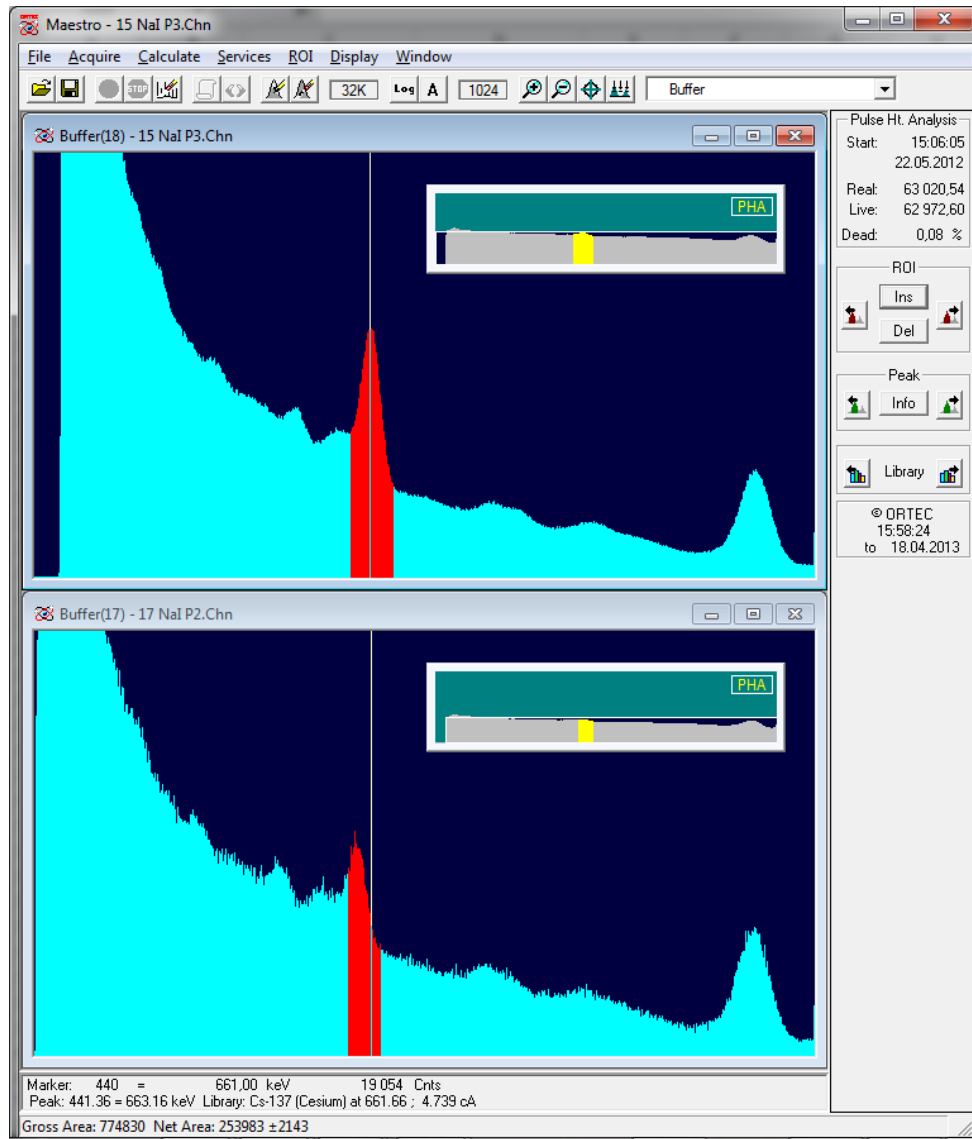 Maestro - 15 NaI P3.Chn
File Acquire Calculate Services ROI Display Window
STOP 32K Log A 1024 Buffer
Buffer(18) - 15 NaI P3.Chn
PHA
Buffer(17) - 17 NaI P2.Chn
PHA
Pulse Ht. Analysis
Start: 15:06:05
22.05.2012
Real: 63 020,54
Live: 62 972,60
Dead: 0,08 %
ROI
Ins
Del
Peak
Info
Library
© ORTEC
15:58:24
to 18.04.2013
Marker: 440 = 661,00 keV 19 054 Cnts
Peak: 441.36 = 663.16 keV Library: Cs-137 (Cesium) at 661.66 ; 4.739 cA
Gross Area: 774830 Net Area: 253983 ±2143